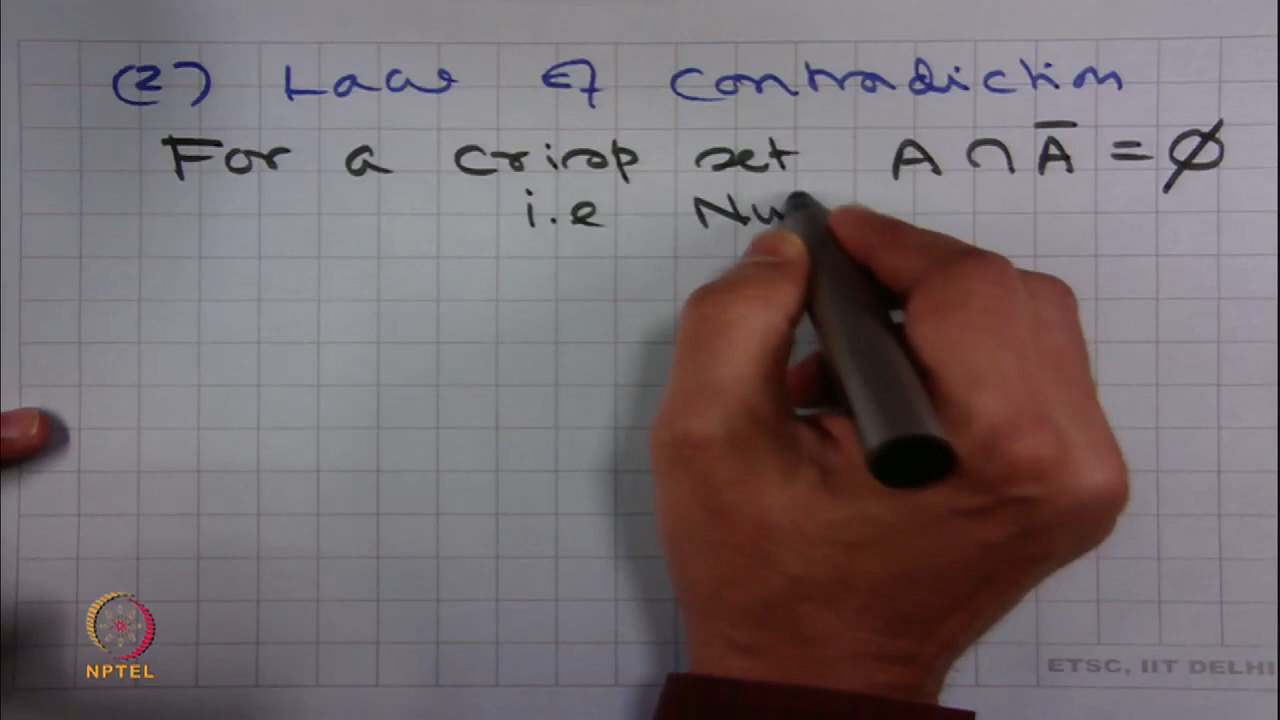 (2) Law of Contradiction
For a crisp set A ∩ A̅ = ∅
i.e Nu
NPTEL
ETSC, IIT DELHI